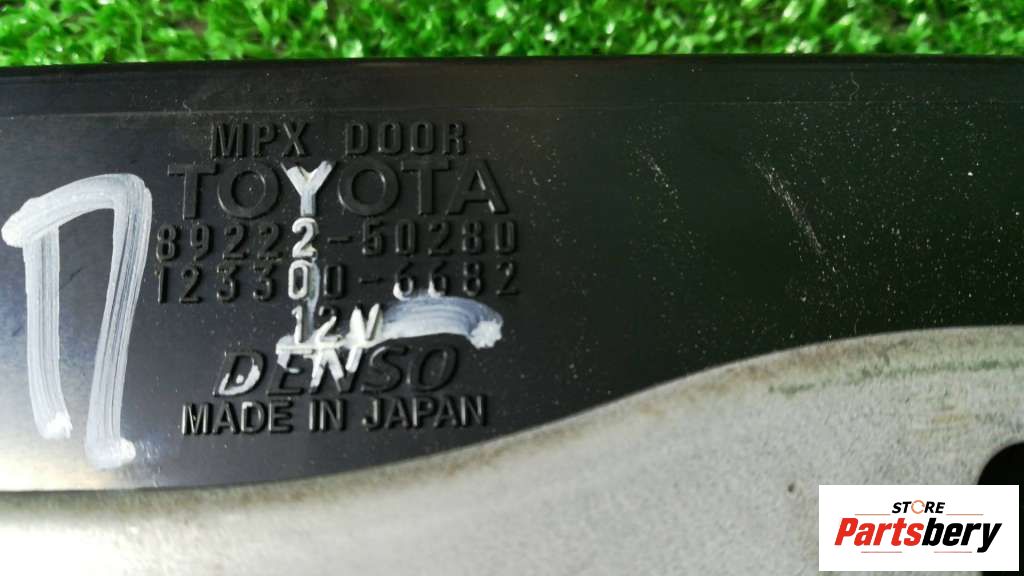 MPX DOOR
TOYOTA
89222-50280
123300-6682
12V
DENSO
MADE IN JAPAN
П
STORE
Partsbery